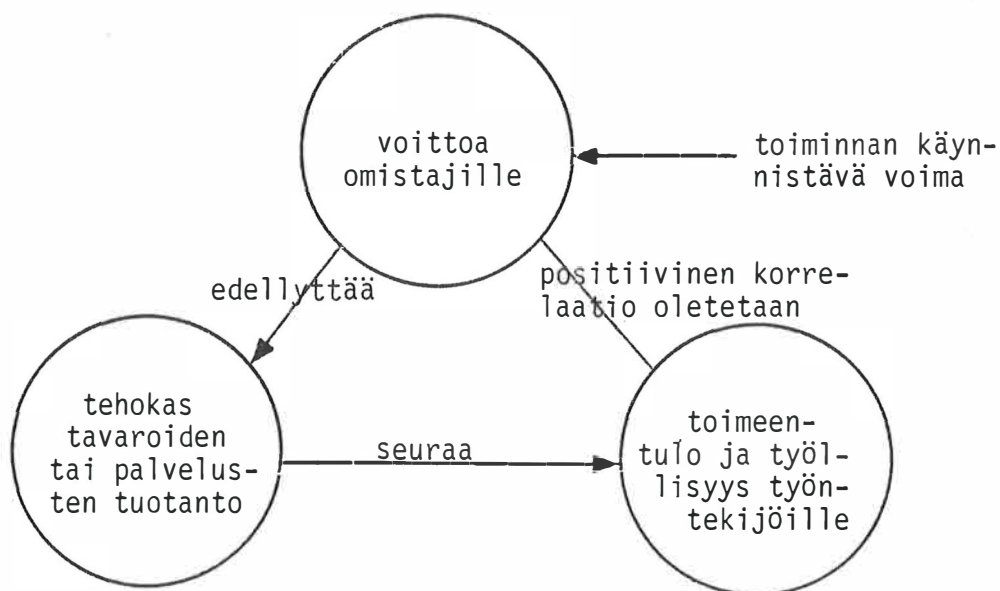 voittoa
omistajille
toiminnan käyn-
nistävä voima
edellyttää
positiivinen korre-
laatio oletetaan
tehokas
tavaroiden
tai palvelus-
ten tuotanto
seuraa
toimeen-
tulo ja työl-
lisyys työn-
tekijöille